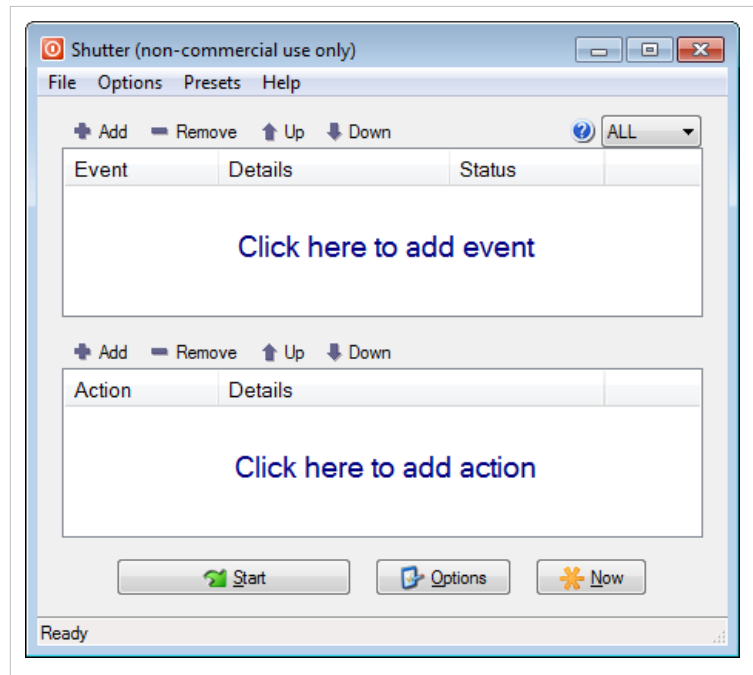 Shutter (non-commercial use only)
File Options Presets Help
Add Remove Up Down ALL
Event Details Status
Click here to add event
Add Remove Up Down
Action Details
Click here to add action
Start Options Now
Ready